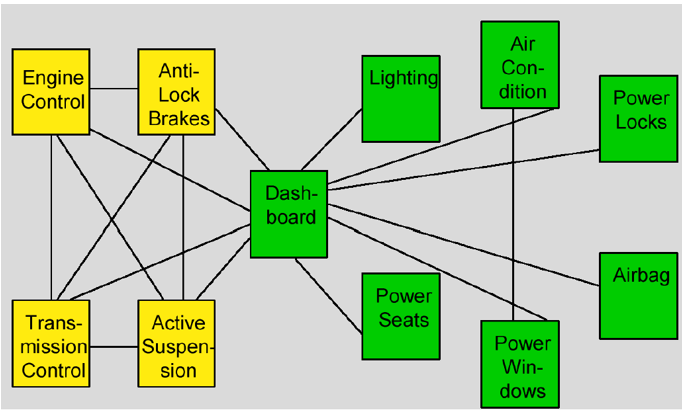 Engine
Control
Anti-
Lock
Brakes
Lighting
Air
Con-
dition
Power
Locks
Dash-
board
Trans-
mission
Control
Active
Suspen-
sion
Power
Seats
Power
Win-
dows
Airbag